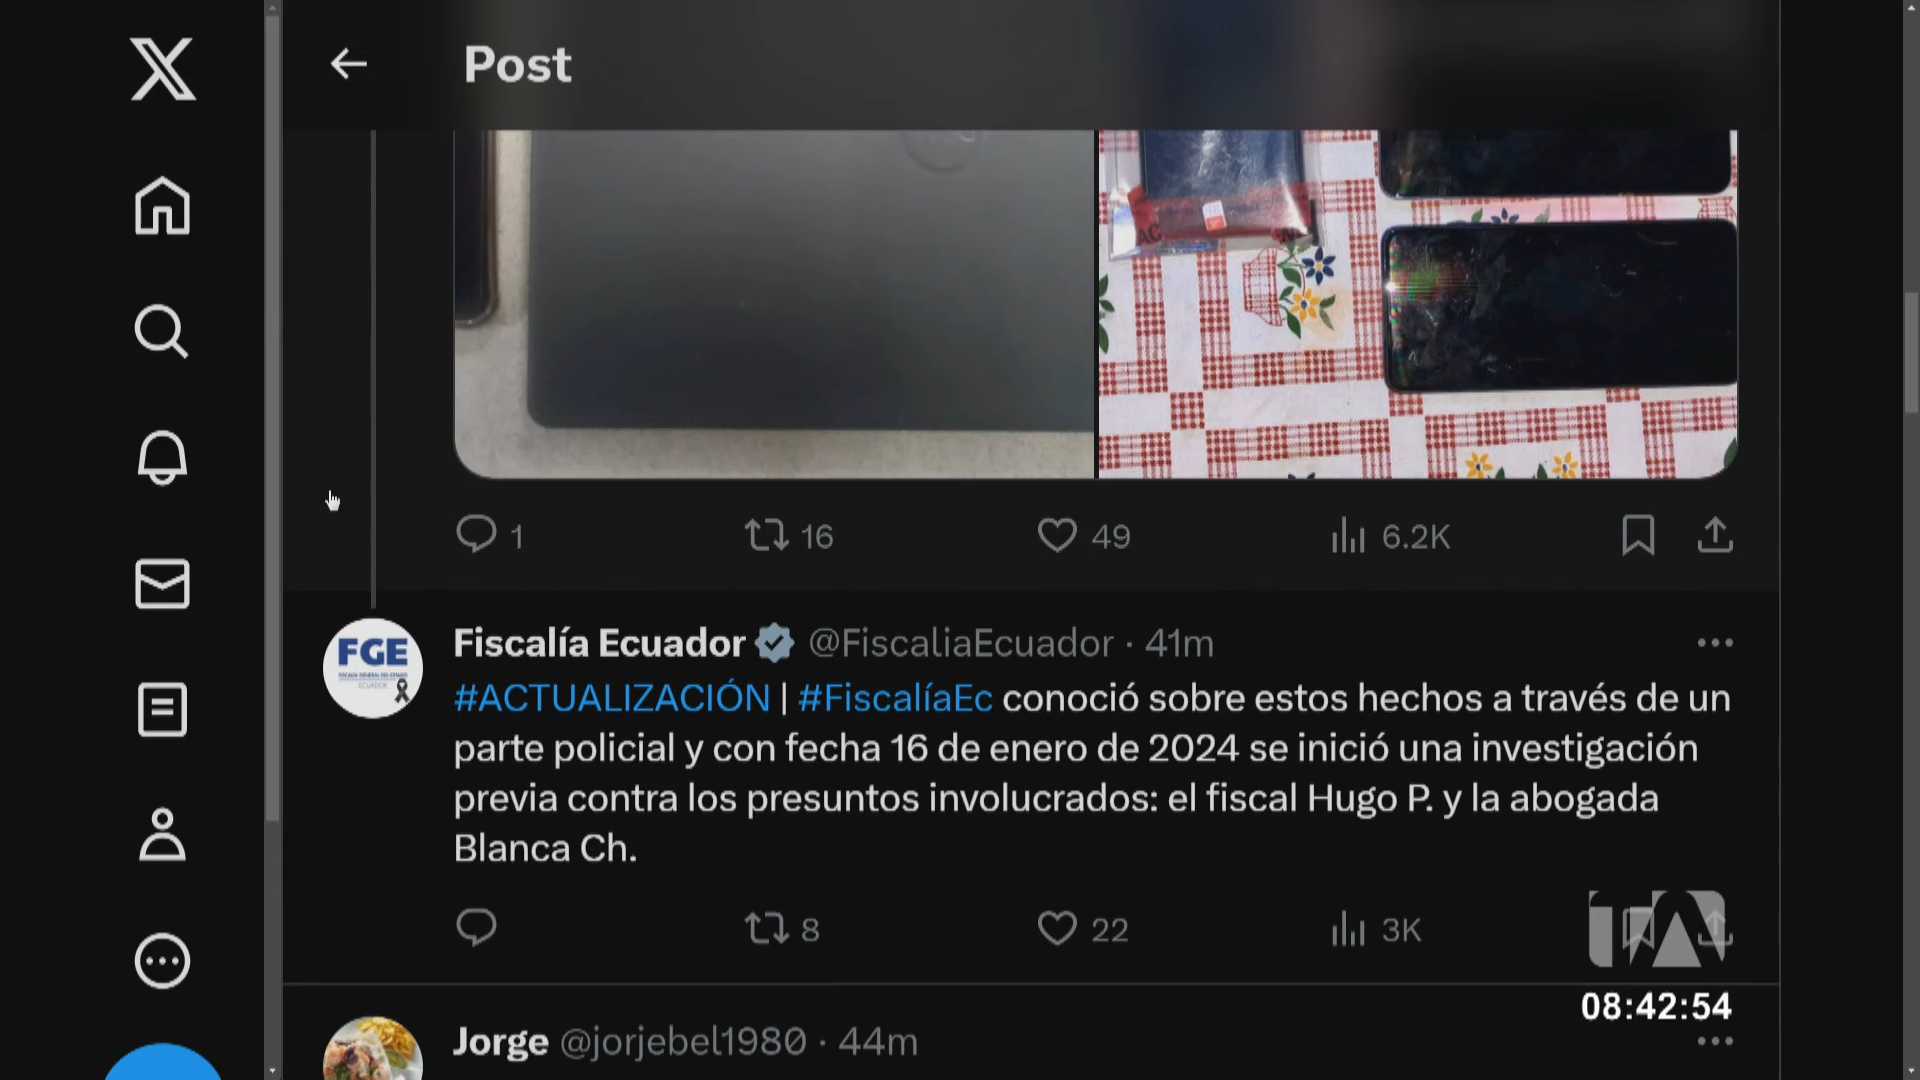 Post
1
16
49
6.2K
FGE
Fiscalía Ecuador @FiscaliaEcuador · 41m
#ACTUALIZACIÓN | #FiscalíaEc conoció sobre estos hechos a través de un
parte policial y con fecha 16 de enero de 2024 se inició una investigación
previa contra los presuntos involucrados: el fiscal Hugo P. y la abogada
Blanca Ch.
8
22
3K
08:42:54
Jorge @jorjebel1980 · 44m